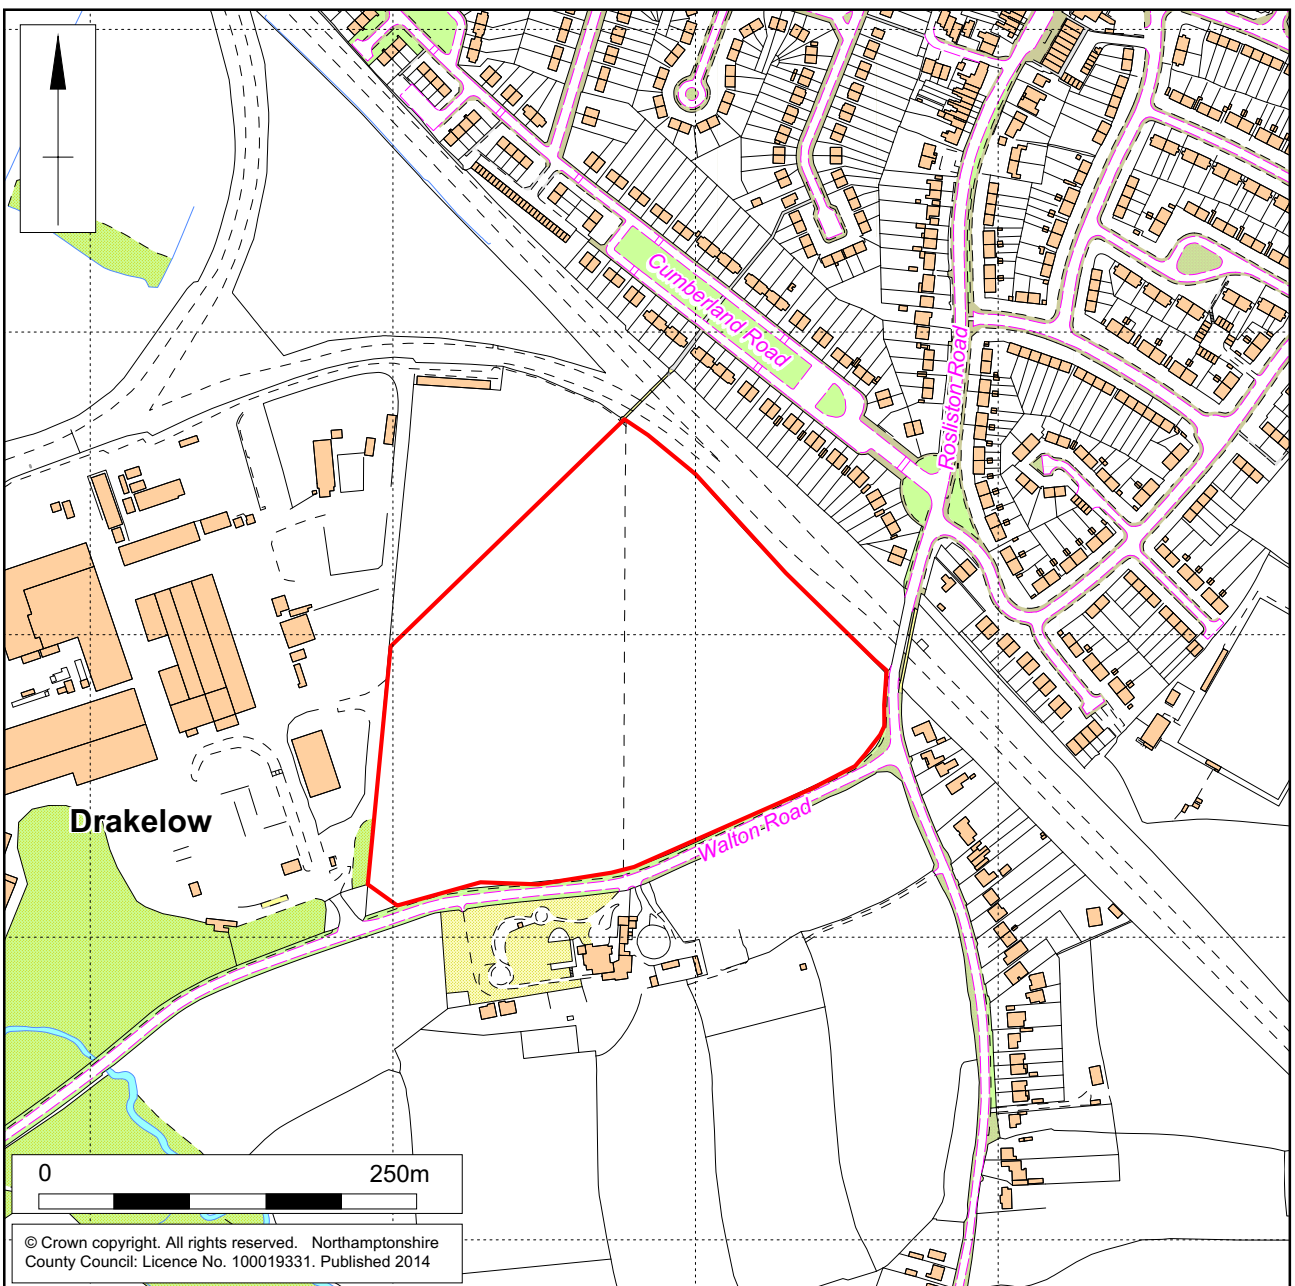 Cumberland Road
Rosliston Road
Drakelow
Walton Road
0 250m
© Crown copyright. All rights reserved. Northamptonshire
County Council: Licence No. 100019331. Published 2014